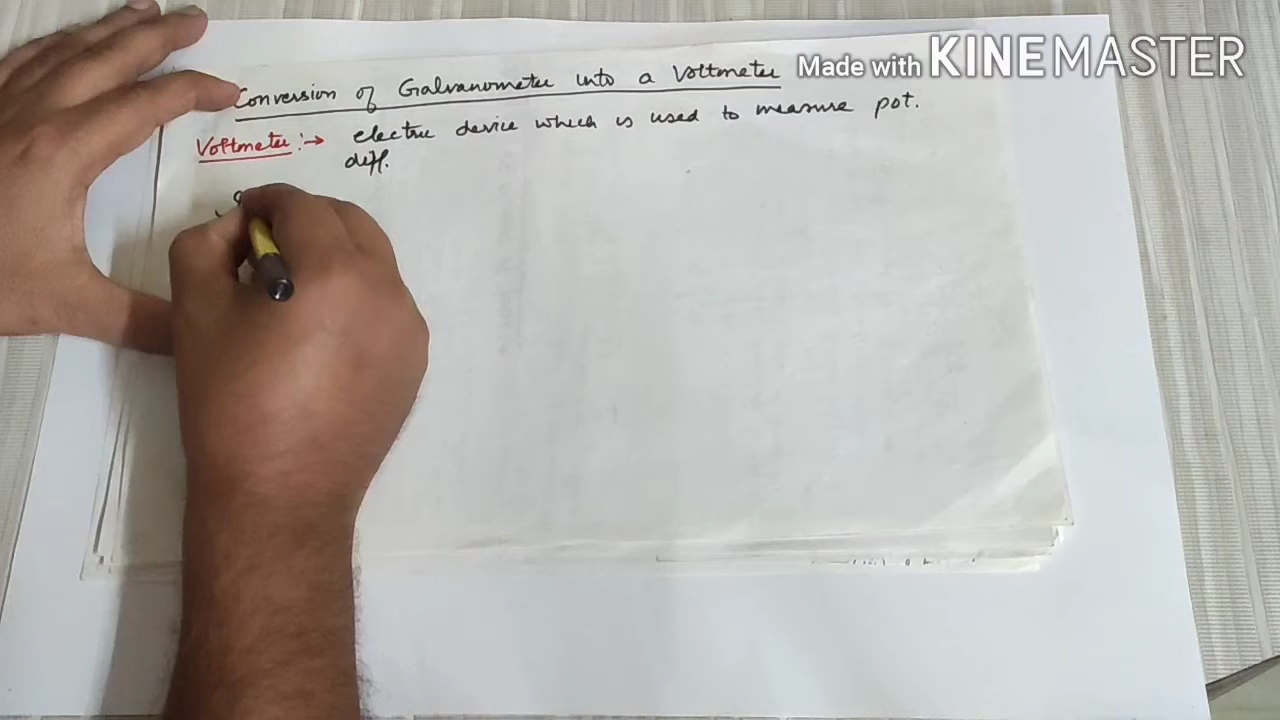 Made with KINEMASTER
Conversion of Galvanometer into a Voltmeter
Voltmeter :→ electric device which is used to measure pot.
diff.